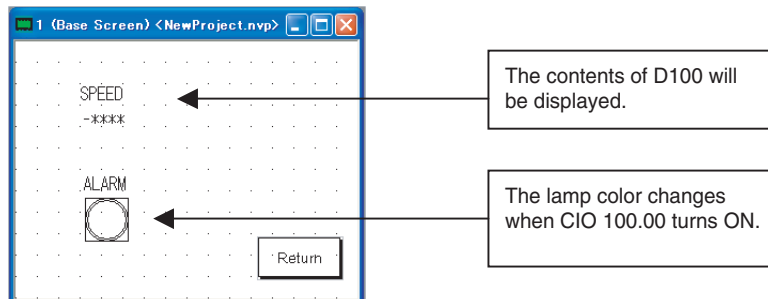 1 (Base Screen) <NewProject.nvp>
SPEED
-****
ALARM
Return
The contents of D100 will
be displayed.
The lamp color changes
when CIO 100.00 turns ON.